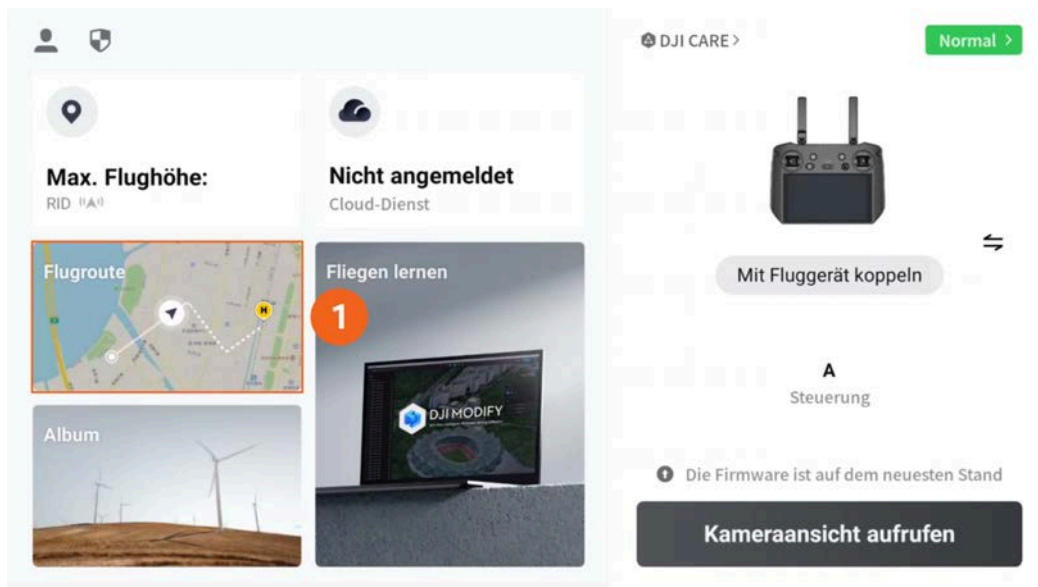 DJI CARE >
Normal >
Max. Flughöhe:
RID
Nicht angemeldet
Cloud-Dienst
Flugroute
H
Fliegen lernen
1
DJI MODIFY
Album
Mit Fluggerät koppeln
A
Steuerung
Die Firmware ist auf dem neuesten Stand
Kameraansicht aufrufen